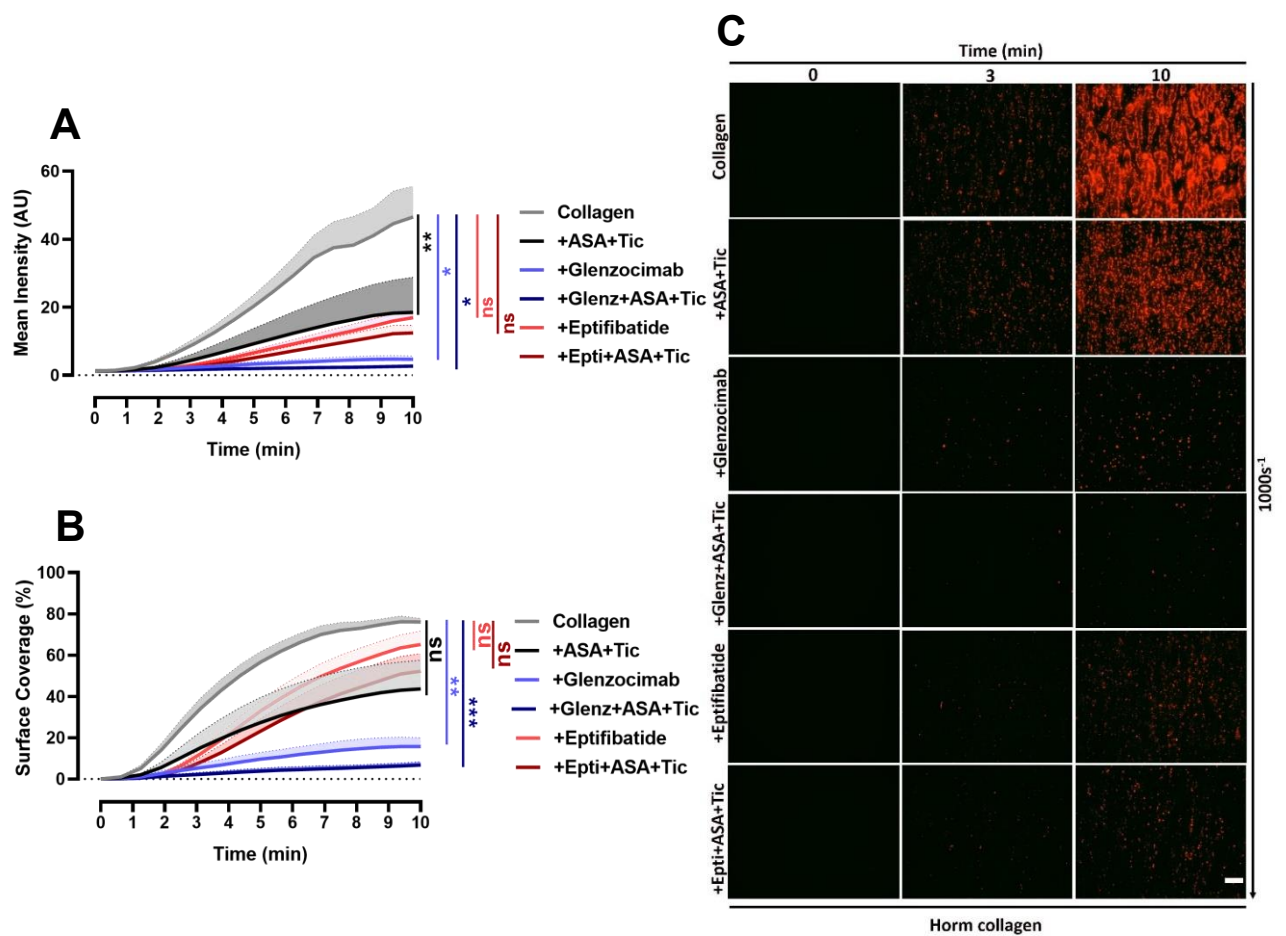 A
60
40
20
0
Mean Inensity (AU)
0 1 2 3 4 5 6 7 8 9 10
Time (min)
**
*
*
ns
ns
Collagen
+ASA+Tic
+Glenzocimab
+Glenz+ASA+Tic
+Eptifibatide
+Epti+ASA+Tic
B
100
80
60
40
20
0
Surface Coverage (%)
0 1 2 3 4 5 6 7 8 9 10
Time (min)
ns
**
***
ns
ns
Collagen
+ASA+Tic
+Glenzocimab
+Glenz+ASA+Tic
+Eptifibatide
+Epti+ASA+Tic
C
Time (min)
0 3 10
Collagen
+ASA+Tic
+Glenzocimab
+Glenz+ASA+Tic
+Eptifibatide
+Epti+ASA+Tic
1000s⁻¹
Horm collagen